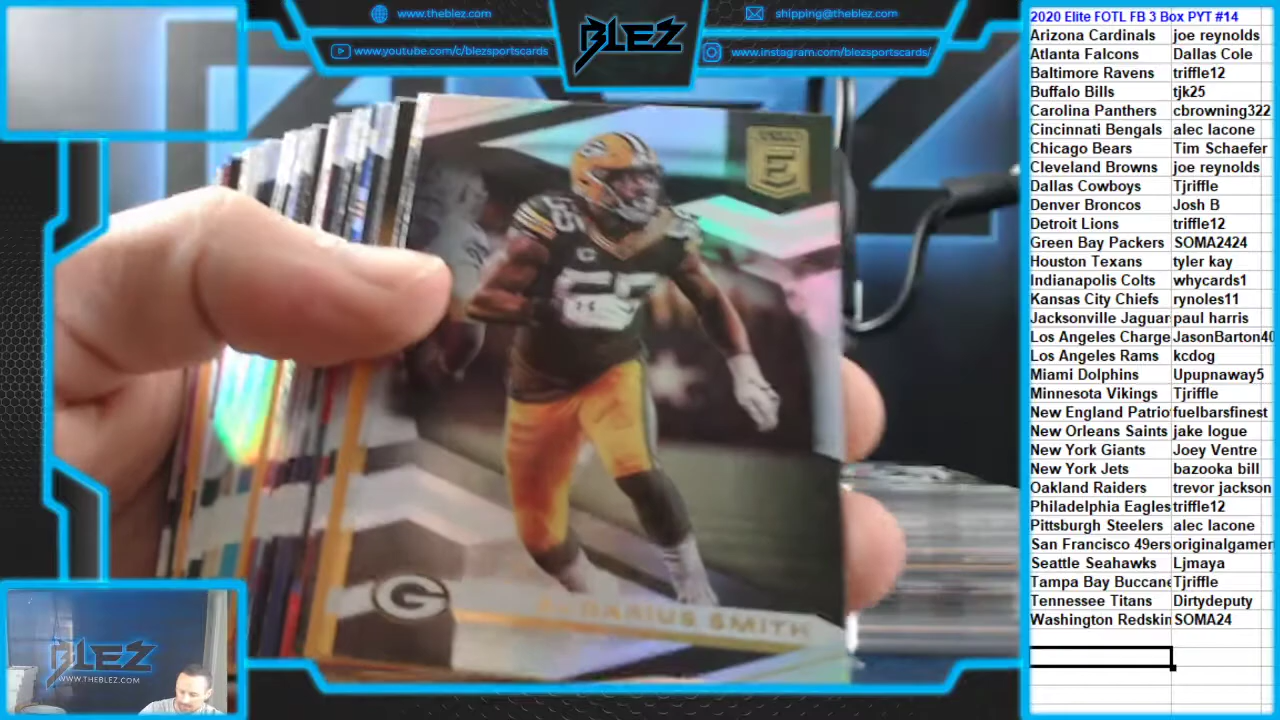 www.theblez.com
shipping@theblez.com
www.youtube.com/c/blezsportscards
www.instagram.com/blezsportscards/
BLEZ
2020 Elite FOTL FB 3 Box PYT #14
Arizona Cardinals joe reynolds
Atlanta Falcons Dallas Cole
Baltimore Ravens triffle12
Buffalo Bills tjk25
Carolina Panthers cbrowning322
Cincinnati Bengals alec lacone
Chicago Bears Tim Schaefer
Cleveland Browns joe reynolds
Dallas Cowboys Tjriffle
Denver Broncos Josh B
Detroit Lions triffle12
Green Bay Packers SOMA2424
Houston Texans tyler kay
Indianapolis Colts whycards1
Kansas City Chiefs rynoles11
Jacksonville Jaguar paul harris
Los Angeles Charge JasonBarton40
Los Angeles Rams kcdog
Miami Dolphins Upupnaway5
Minnesota Vikings Tjriffle
New England Patrio fuelbarsfinest
New Orleans Saints jake logue
New York Giants Joey Ventre
New York Jets bazooka bill
Oakland Raiders trevor jackson
Philadelphia Eagles triffle12
Pittsburgh Steelers alec lacone
San Francisco 49ers originalgamer
Seattle Seahawks Ljmaya
Tampa Bay Buccane Tjriffle
Tennessee Titans Dirtydeputy
Washington Redskin SOMA24
E
C
G
DARIUS SMITH
BLEZ
WWW.THEBLEZ.COM